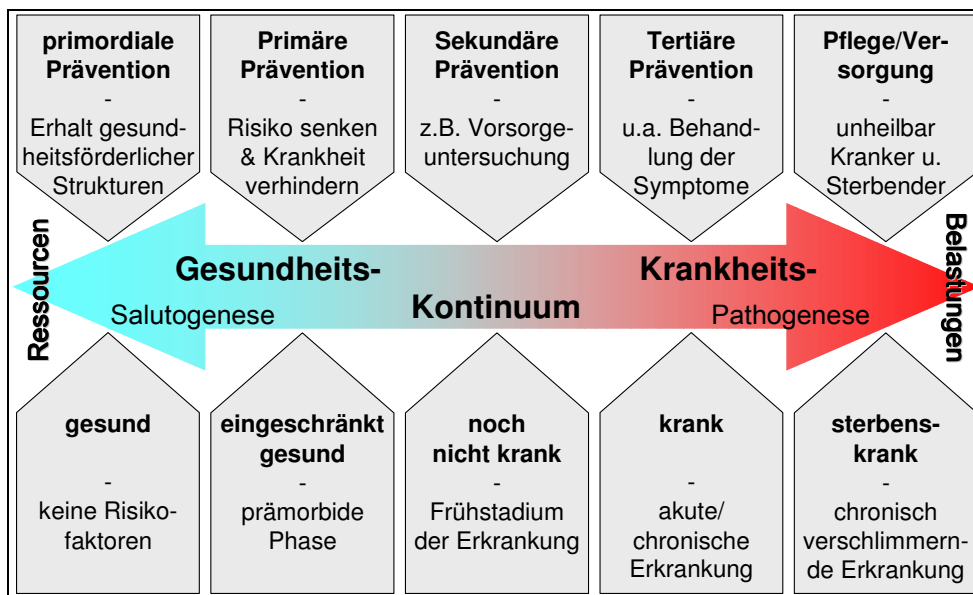 primordiale
Prävention
-
Erhalt gesund-
heitsförderlicher
Strukturen
Primäre
Prävention
-
Risiko senken
& Krankheit
verhindern
Sekundäre
Prävention
-
z.B. Vorsorge-
untersuchung
Tertiäre
Prävention
-
u.a. Behand-
lung der
Symptome
Pflege/Ver-
sorgung
-
unheilbar
Kranker u.
Sterbender
Ressourcen
Gesundheits-
Krankheits-
Kontinuum
Salutogenese
Pathogenese
Belastungen
gesund
-
keine Risiko-
faktoren
eingeschränkt
gesund
-
prämorbide
Phase
noch
nicht krank
-
Frühstadium
der Erkrankung
krank
-
akute/
chronische
Erkrankung
sterbens-
krank
-
chronisch
verschlimmern-
de Erkrankung